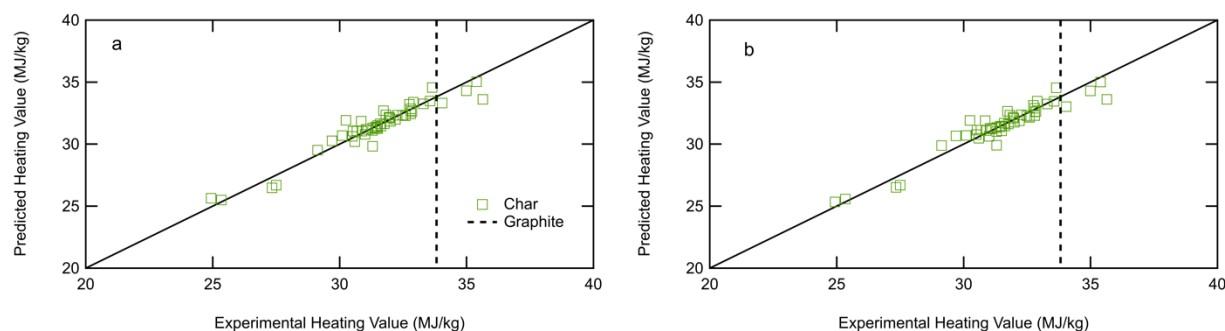 a
Predicted Heating Value (MJ/kg)
40
35
30
25
20
20 25 30 35 40
Experimental Heating Value (MJ/kg)
Char
Graphite
b
Predicted Heating Value (MJ/kg)
40
35
30
25
20
20 25 30 35 40
Experimental Heating Value (MJ/kg)